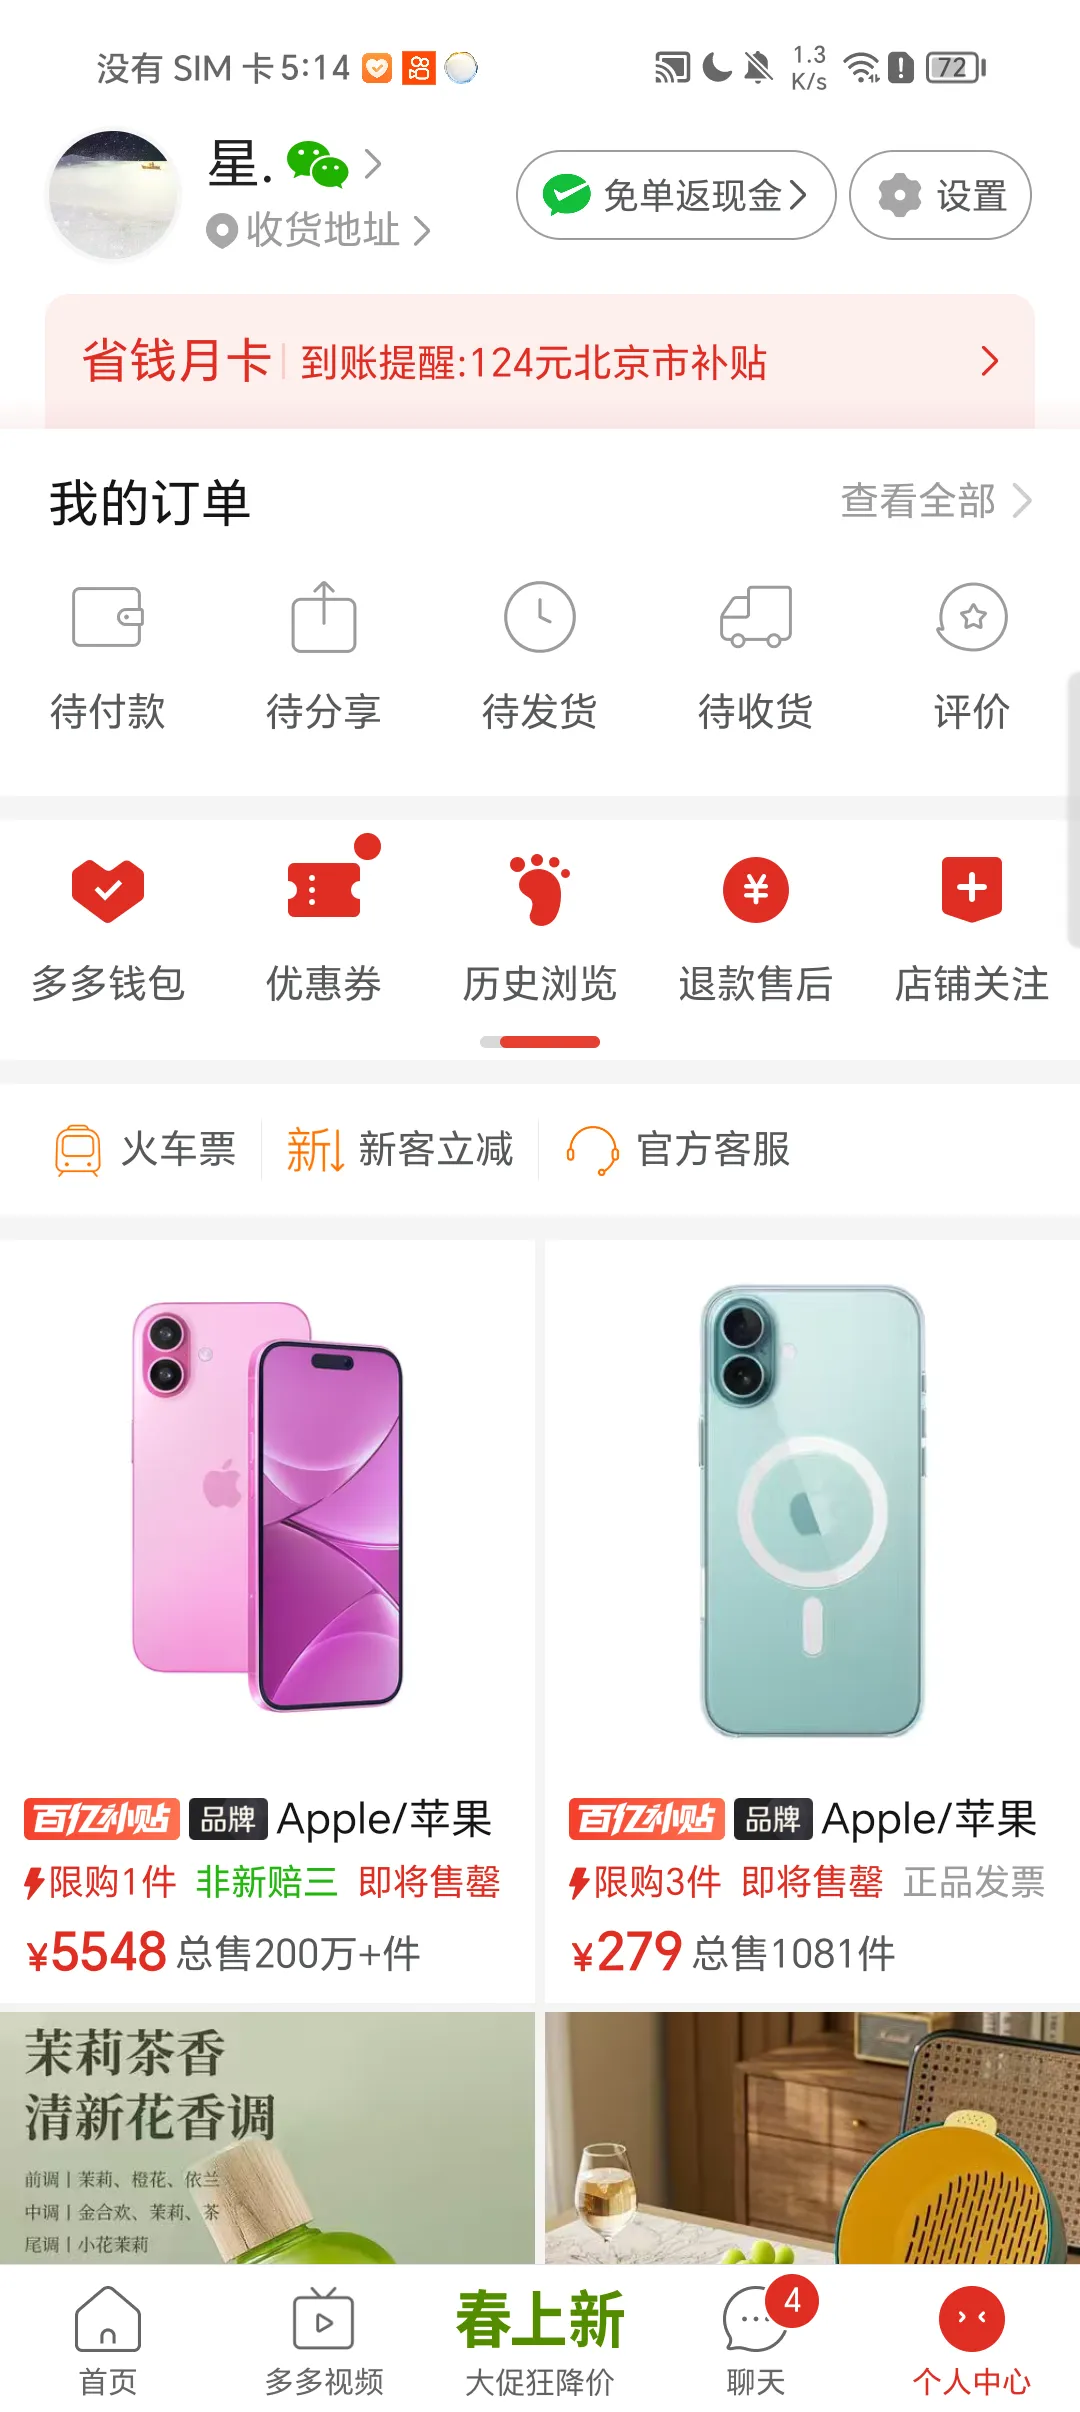 没有 SIM 卡 5:14
1.3 K/s
72
星.
收货地址
免单返现金
设置
省钱月卡 到账提醒:124元北京市补贴
我的订单
查看全部
待付款 待分享 待发货 待收货 评价
多多钱包 优惠券 历史浏览 退款售后 店铺关注
火车票 新 新客立减 官方客服
百亿补贴 品牌 Apple/苹果
限购1件 非新赔三 即将售罄
¥5548 总售200万+件
百亿补贴 品牌 Apple/苹果
限购3件 即将售罄 正品发票
¥279 总售1081件
茉莉茶香
清新花香调
前调丨茉莉、橙花、依兰
中调丨金合欢、茉莉、茶
尾调丨小花茉莉
首页
多多视频
春上新
大促狂降价
4
聊天
个人中心